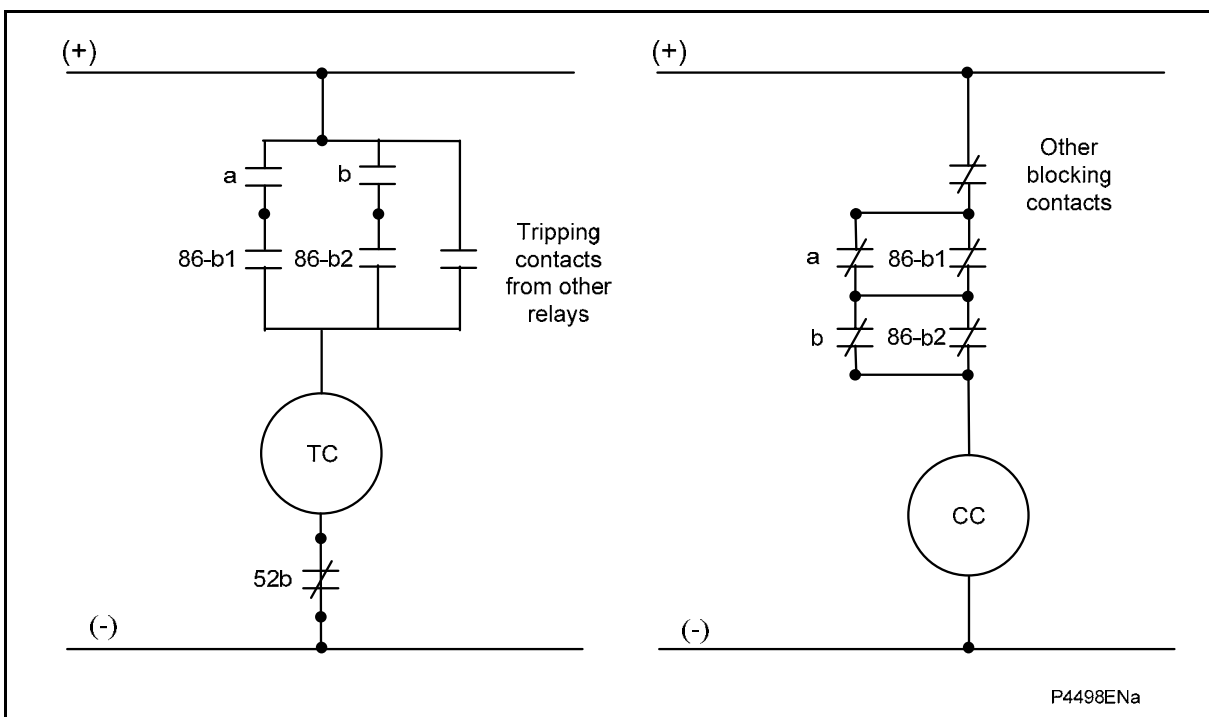 (+)
a
b
86-b1
86-b2
Tripping
contacts
from other
relays
TC
52b
(-)
(+)
Other
blocking
contacts
a
86-b1
b
86-b2
CC
(-)
P4498ENa